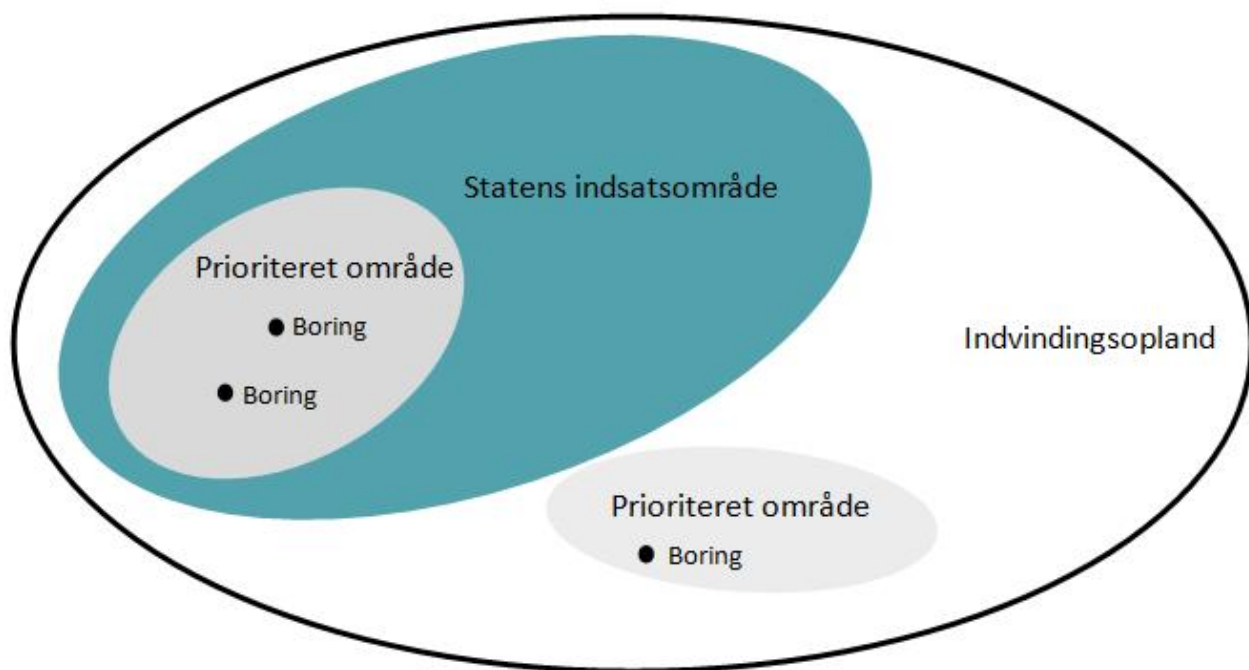 Statens indsatsområde
Prioriteret område
Boring
Boring
Indvindingsopland
Prioriteret område
Boring